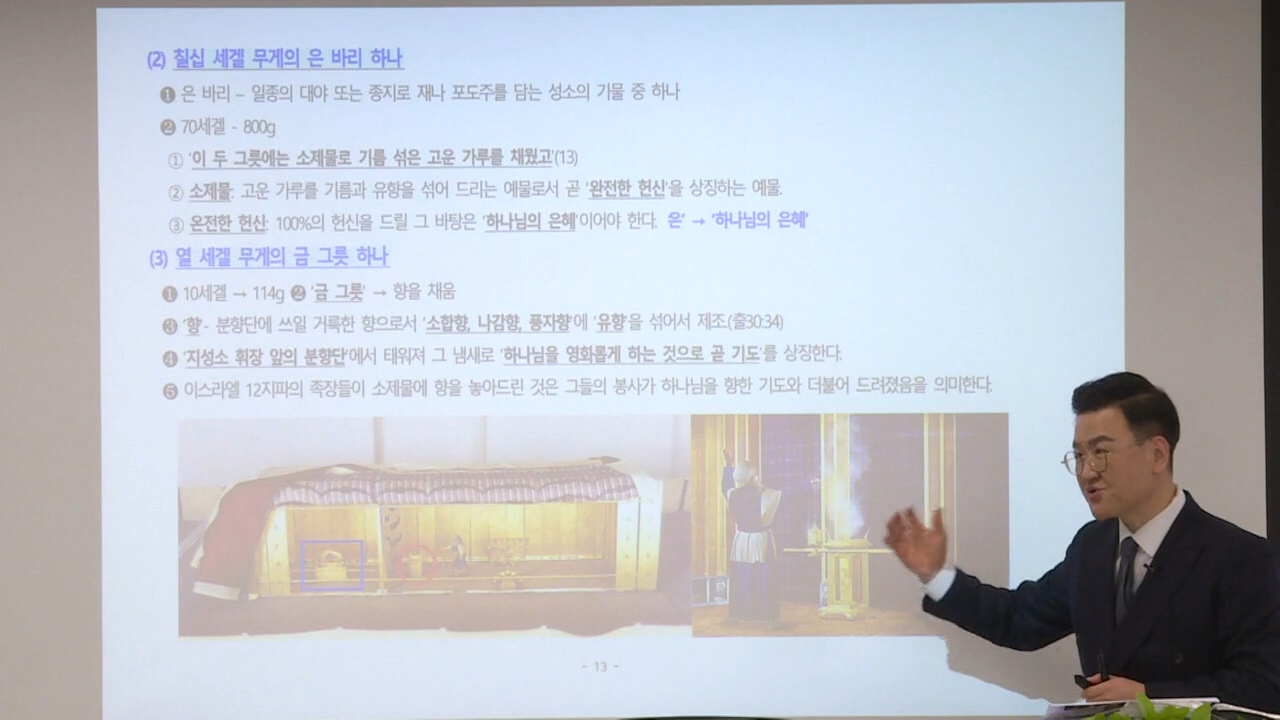 (2) 칠십 세겔 무게의 은 바리 하나
❶ 은 바리 – 일종의 대야 또는 종지로 재나 포도주를 담는 성소의 기물 중 하나
❷ 70세겔 - 800g
① '이 두 그릇에는 소제물로 기름 섞은 고운 가루를 채웠고'(13)
② 소제물: 고운 가루를 기름과 유향을 섞어 드리는 예물로서 곧 '완전한 헌신'을 상징하는 예물.
③ 온전한 헌신: 100%의 헌신을 드릴 그 바탕은 '하나님의 은혜'이어야 한다. 은' → '하나님의 은혜'
(3) 열 세겔 무게의 금 그릇 하나
❶ 10세겔 → 114g ❷ '금 그릇' → 향을 채움
❸ '향'- 분향단에 쓰일 거룩한 향으로서 '소합향, 나감향, 풍자향'에 '유향'을 섞어서 제조(출30:34)
❹ '지성소 휘장 앞의 분향단'에서 태워져 그 냄새로 '하나님을 영화롭게 하는 것으로 곧 기도'를 상징한다.
❺ 이스라엘 12지파의 족장들이 소제물에 향을 놓아드린 것은 그들의 봉사가 하나님을 향한 기도와 더불어 드려졌음을 의미한다.
- 13 -